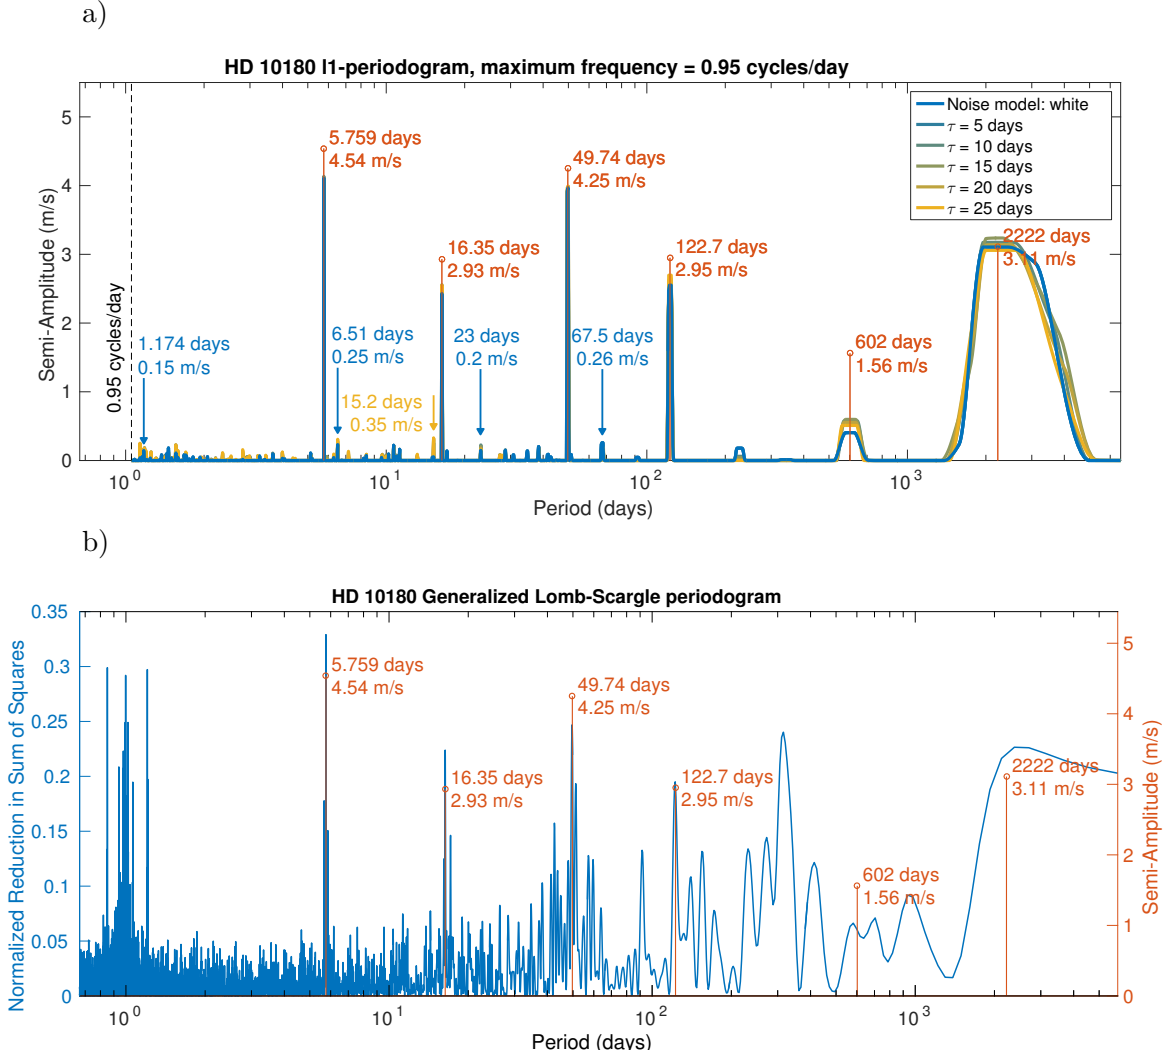 a)
HD 10180 l1-periodogram, maximum frequency = 0.95 cycles/day
Semi-Amplitude (m/s)
5
4
3
2
1
0
0.95 cycles/day
1.174 days
0.15 m/s
5.759 days
4.54 m/s
6.51 days
0.25 m/s
15.2 days
0.35 m/s
16.35 days
2.93 m/s
23 days
0.2 m/s
49.74 days
4.25 m/s
67.5 days
0.26 m/s
122.7 days
2.95 m/s
602 days
1.56 m/s
2222 days
3.11 m/s
Noise model: white
τ = 5 days
τ = 10 days
τ = 15 days
τ = 20 days
τ = 25 days
10^0 10^1 10^2 10^3
Period (days)
b)
HD 10180 Generalized Lomb-Scargle periodogram
Normalized Reduction in Sum of Squares
0.35
0.3
0.25
0.2
0.15
0.1
0.05
0
5.759 days
4.54 m/s
16.35 days
2.93 m/s
49.74 days
4.25 m/s
122.7 days
2.95 m/s
602 days
1.56 m/s
2222 days
3.11 m/s
5
4
3
2
1
0
Semi-Amplitude (m/s)
10^0 10^1 10^2 10^3
Period (days)